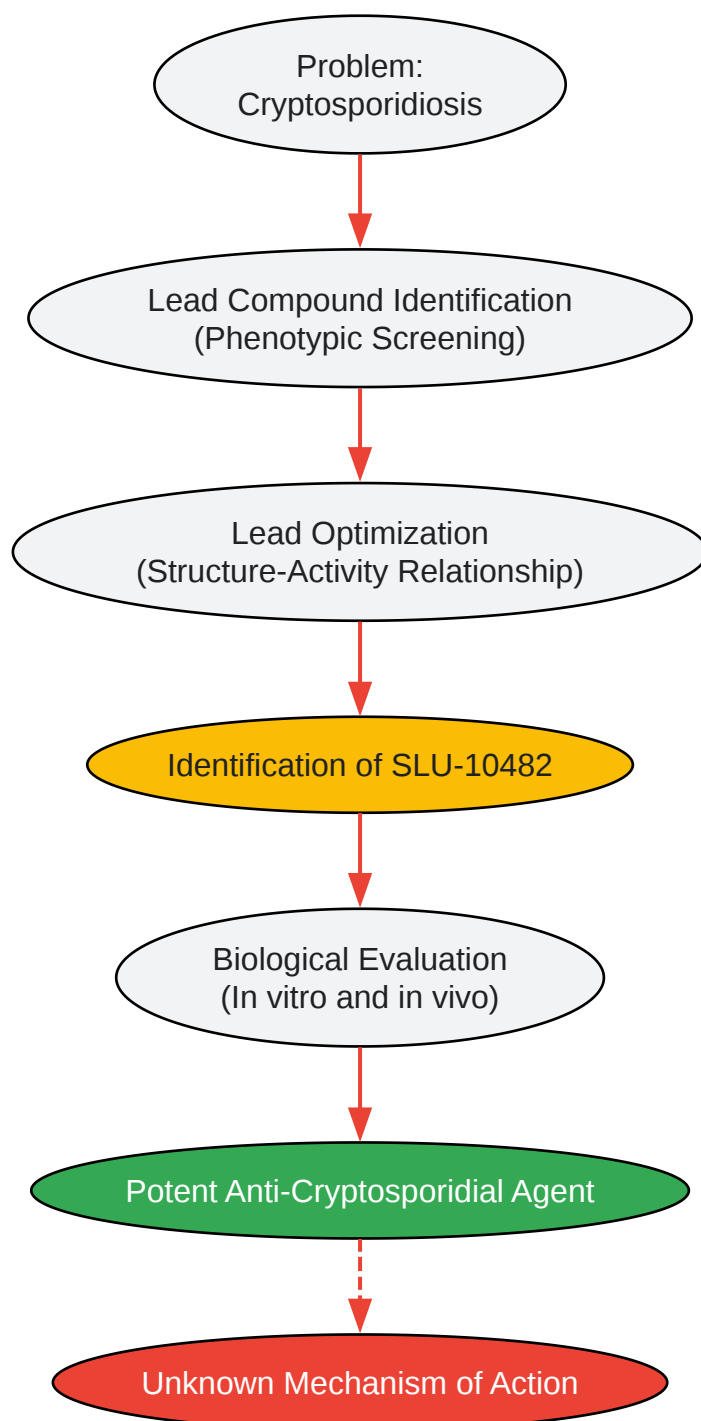 Problem:
Cryptosporidiosis
Lead Compound Identification
(Phenotypic Screening)
Lead Optimization
(Structure-Activity Relationship)
Identification of SLU-10482
Biological Evaluation
(In vitro and in vivo)
Potent Anti-Cryptosporidial Agent
Unknown Mechanism of Action